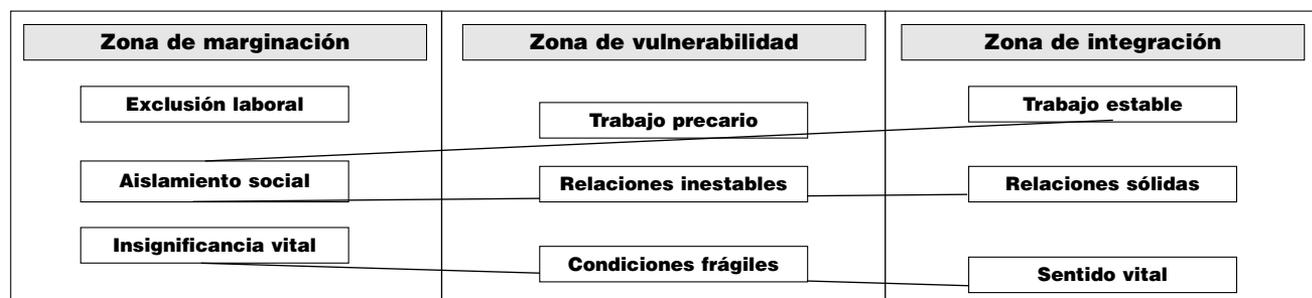 Zona de marginación
Zona de vulnerabilidad
Zona de integración
Exclusión laboral
Trabajo precario
Trabajo estable
Aislamiento social
Relaciones inestables
Relaciones sólidas
Insignificancia vital
Condiciones frágiles
Sentido vital